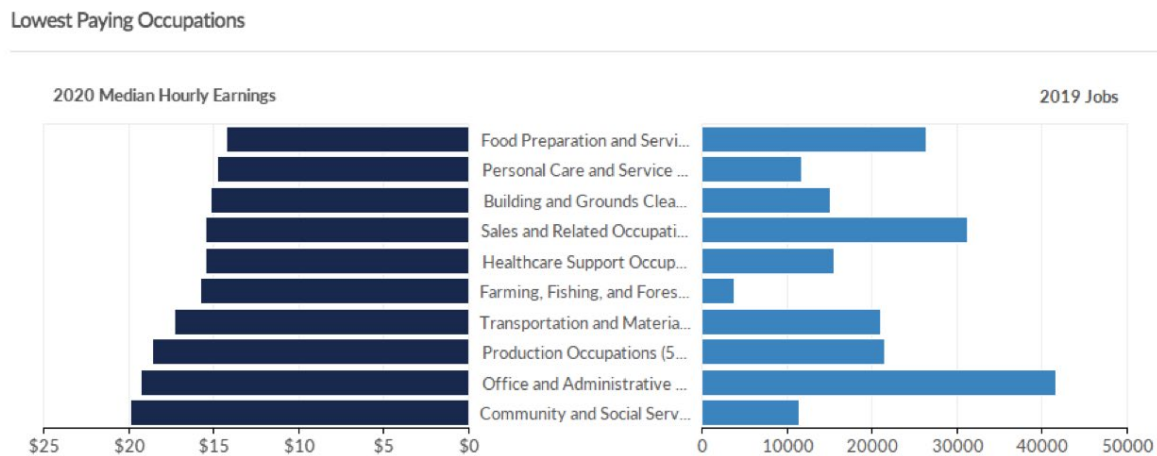 Lowest Paying Occupations
2020 Median Hourly Earnings
2019 Jobs
Food Preparation and Servi...
Personal Care and Service ...
Building and Grounds Clea...
Sales and Related Occupati...
Healthcare Support Occup...
Farming, Fishing, and Fores...
Transportation and Materia...
Production Occupations (5...
Office and Administrative ...
Community and Social Serv...
$25 $20 $15 $10 $5 $0
0 10000 20000 30000 40000 50000